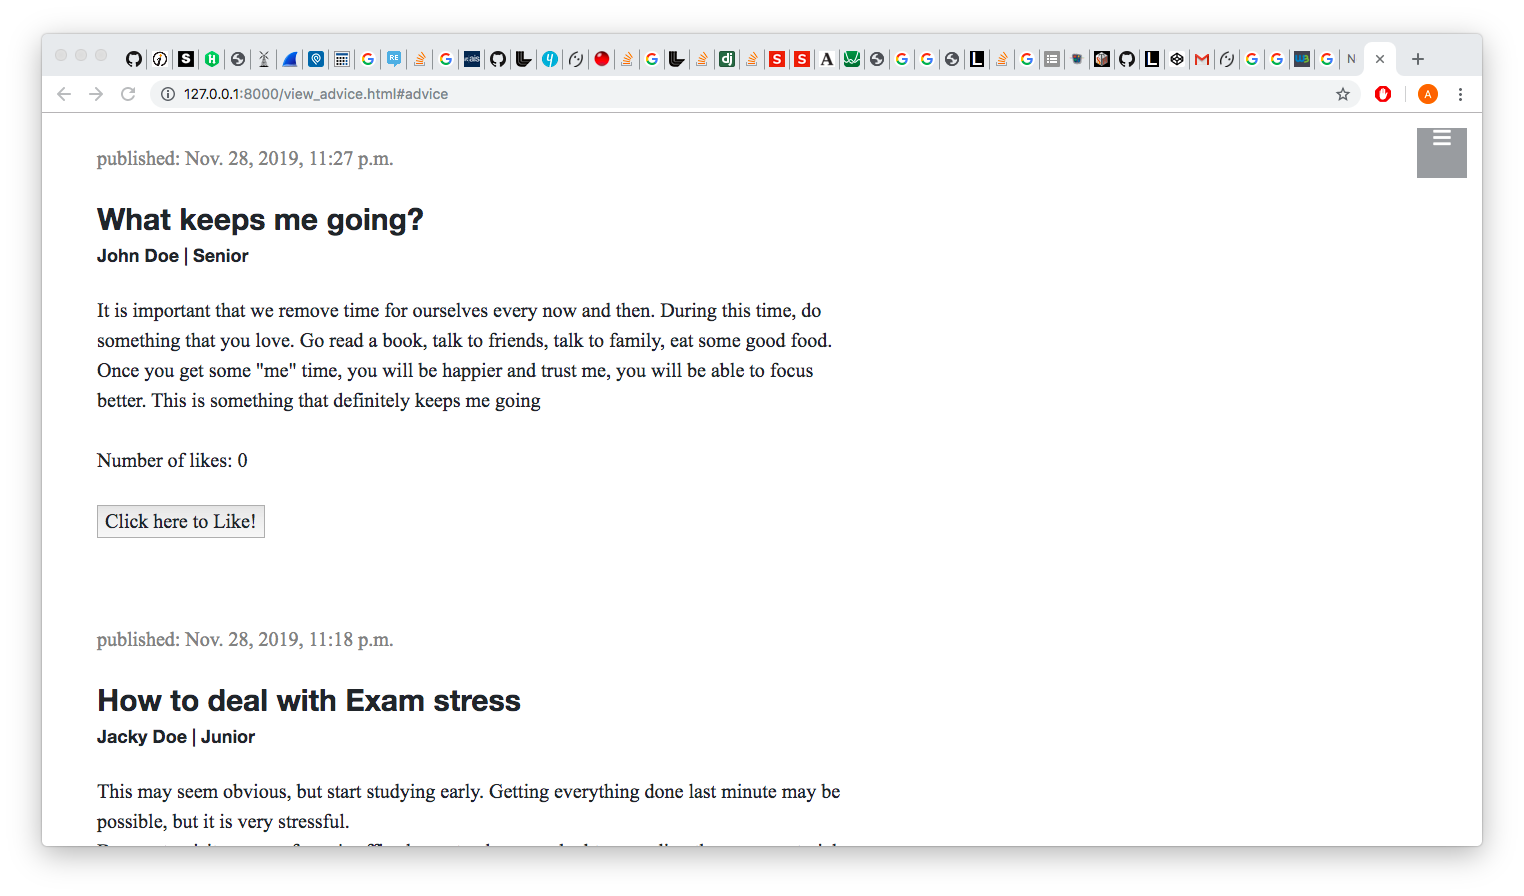 127.0.0.1:8000/view_advice.html#advice
A
published: Nov. 28, 2019, 11:27 p.m.
What keeps me going?
John Doe | Senior
It is important that we remove time for ourselves every now and then. During this time, do
something that you love. Go read a book, talk to friends, talk to family, eat some good food.
Once you get some "me" time, you will be happier and trust me, you will be able to focus
better. This is something that definitely keeps me going
Number of likes: 0
Click here to Like!
published: Nov. 28, 2019, 11:18 p.m.
How to deal with Exam stress
Jacky Doe | Junior
This may seem obvious, but start studying early. Getting everything done last minute may be
possible, but it is very stressful.